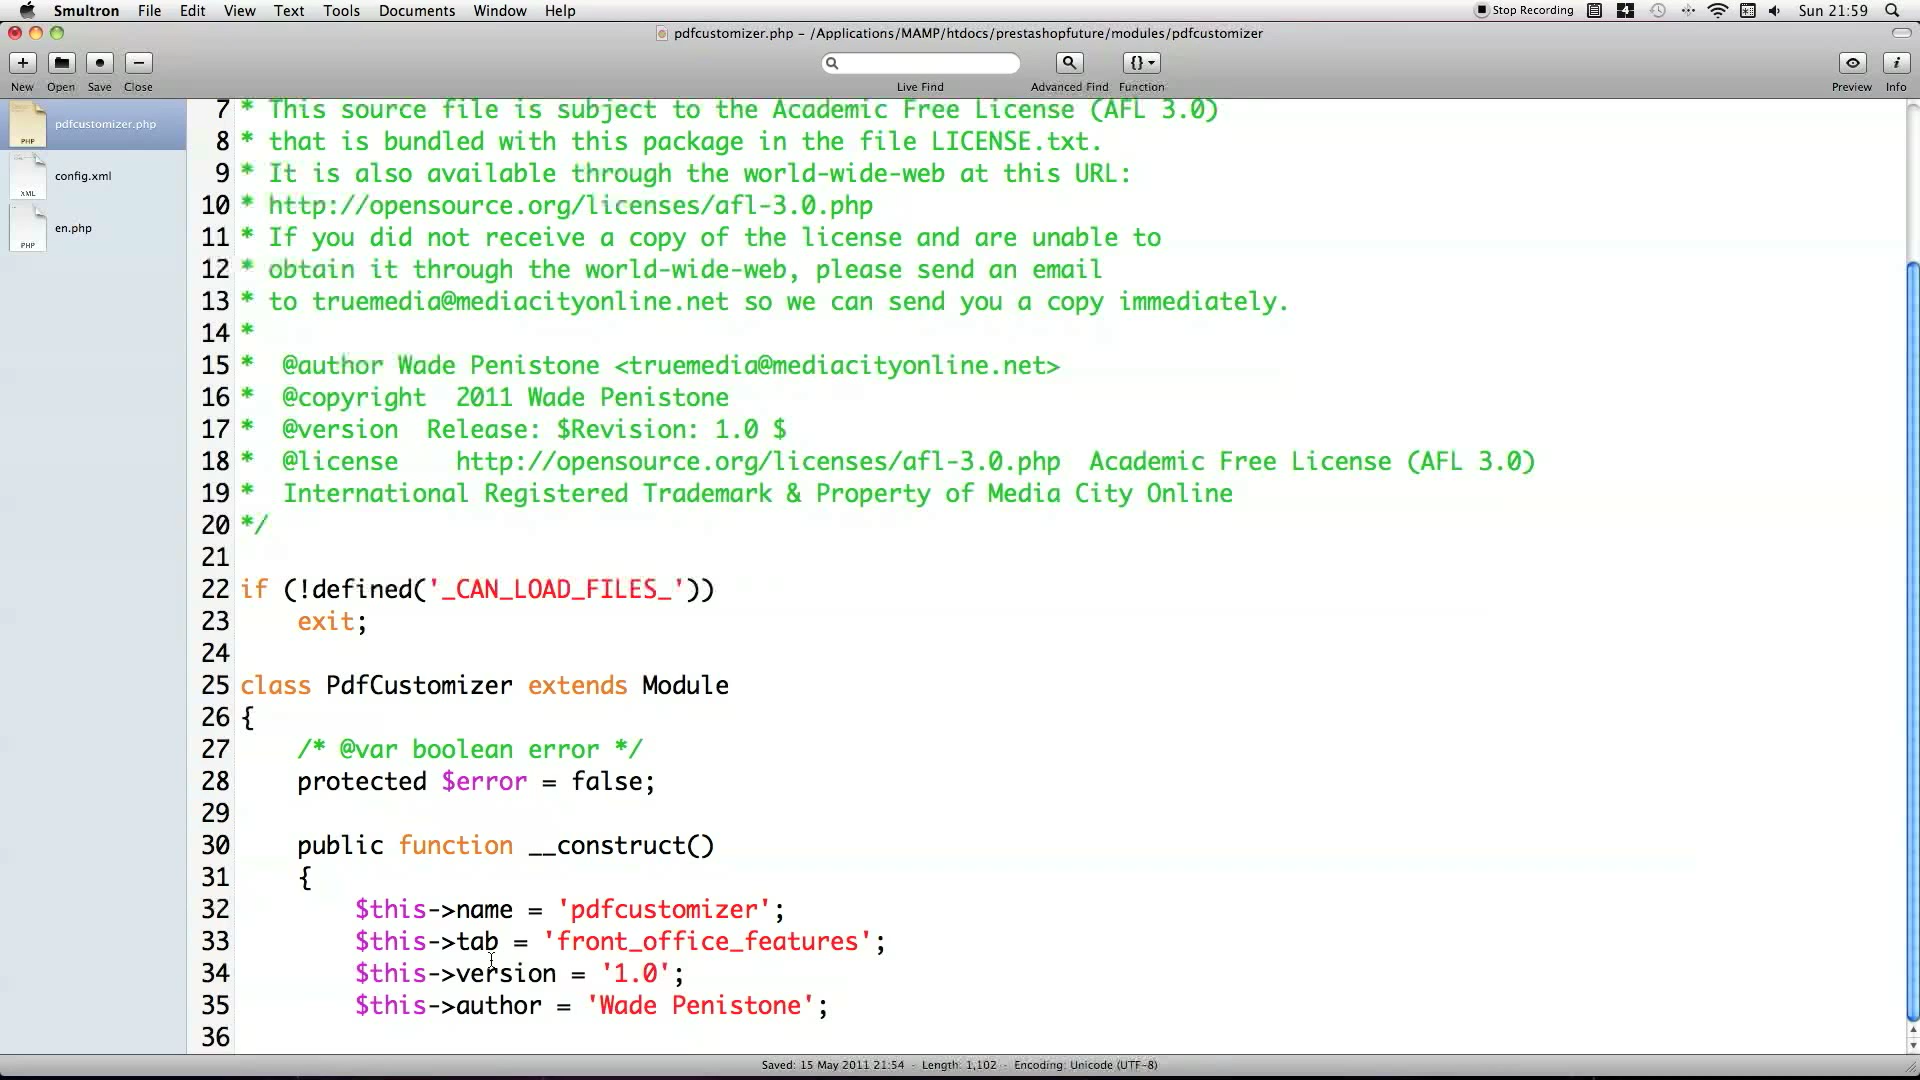 Smultron File Edit View Text Tools Documents Window Help Stop Recording 4 Sun 21:59
pdfcustomizer.php – /Applications/MAMP/htdocs/prestashopfuture/modules/pdfcustomizer
New Open Save Close Live Find Advanced Find {} Function Preview i Info
PHP pdfcustomizer.php
XML config.xml
PHP en.php
7 * This source file is subject to the Academic Free License (AFL 3.0)
8 * that is bundled with this package in the file LICENSE.txt.
9 * It is also available through the world-wide-web at this URL:
10 * http://opensource.org/licenses/afl-3.0.php
11 * If you did not receive a copy of the license and are unable to
12 * obtain it through the world-wide-web, please send an email
13 * to truemedia@mediacityonline.net so we can send you a copy immediately.
14 *
15 *  @author Wade Penistone <truemedia@mediacityonline.net>
16 *  @copyright  2011 Wade Penistone
17 *  @version  Release: $Revision: 1.0 $
18 *  @license    http://opensource.org/licenses/afl-3.0.php  Academic Free License (AFL 3.0)
19 *  International Registered Trademark & Property of Media City Online
20 */
21
22 if (!defined('_CAN_LOAD_FILES_'))
23     exit;
24
25 class PdfCustomizer extends Module
26 {
27     /* @var boolean error */
28     protected $error = false;
29
30     public function __construct()
31     {
32         $this->name = 'pdfcustomizer';
33         $this->tab = 'front_office_features';
34         $this->version = '1.0';
35         $this->author = 'Wade Penistone';
36
Saved: 15 May 2011 21:54 · Length: 1,102 · Encoding: Unicode (UTF-8)